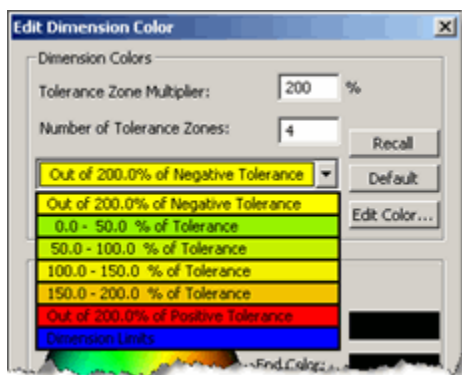 Edit Dimension Color
Dimension Colors
Tolerance Zone Multiplier: 200 %
Number of Tolerance Zones: 4
Recall
Out of 200.0% of Negative Tolerance
Default
Out of 200.0% of Negative Tolerance
Edit Color...
0.0 - 50.0 % of Tolerance
50.0 - 100.0 % of Tolerance
100.0 - 150.0 % of Tolerance
150.0 - 200.0 % of Tolerance
Out of 200.0% of Positive Tolerance
Dimension Limits
End Color: